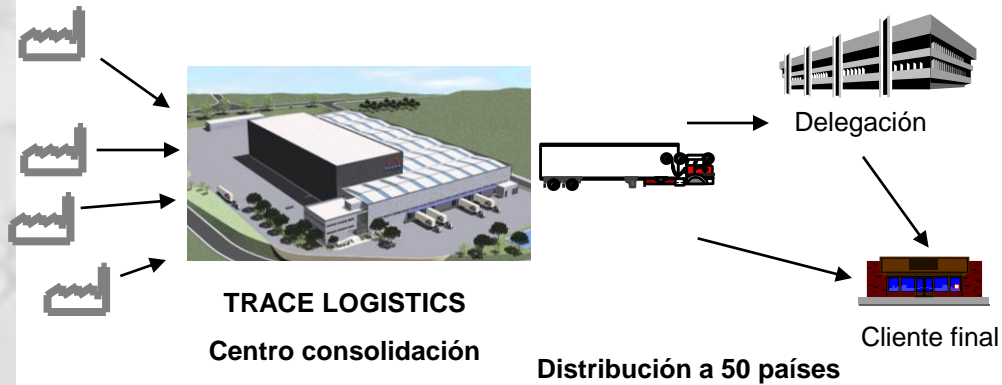 Delegación
TRACE LOGISTICS
Centro consolidación
Cliente final
Distribución a 50 países